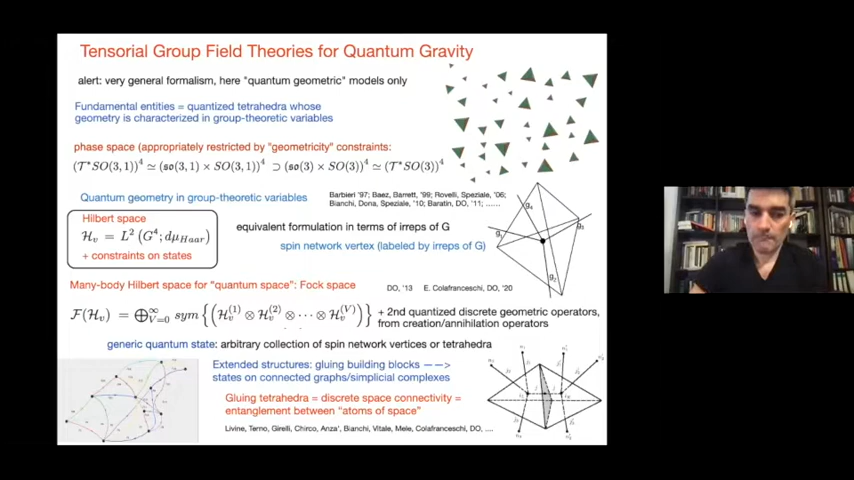 Tensorial Group Field Theories for Quantum Gravity
alert: very general formalism, here "quantum geometric" models only
Fundamental entities = quantized tetrahedra whose
geometry is characterized in group-theoretic variables
phase space (appropriately restricted by "geometricity" constraints:
(T*SO(3,1))⁴ ≃ (𝔰𝔬(3,1) × SO(3,1))⁴ ⊃ (𝔰𝔬(3) × SO(3))⁴ ≃ (T*SO(3))⁴
Quantum geometry in group-theoretic variables
Barbieri '97; Baez, Barrett, '99; Rovelli, Speziale, '06;
Bianchi, Dona, Speziale, '10; Baratin, DO, '11; ......
Hilbert space
H_v = L² (G⁴; dμ_Haar)
+ constraints on states
equivalent formulation in terms of irreps of G
spin network vertex (labeled by irreps of G)
g₄
g₁
g₃
g₂
Many-body Hilbert space for "quantum space": Fock space
DO, '13 E. Colafranceschi, DO, '20
F(H_v) = ⊕_{V=0}^{∞} sym {(H_v^{(1)} ⊗ H_v^{(2)} ⊗ ··· ⊗ H_v^{(V)})}
+ 2nd quantized discrete geometric operators,
from creation/annihilation operators
generic quantum state: arbitrary collection of spin network vertices or tetrahedra
Extended structures: gluing building blocks — —>
states on connected graphs/simplicial complexes
Gluing tetrahedra = discrete space connectivity =
entanglement between "atoms of space"
Livine, Terno, Girelli, Chirco, Anza', Bianchi, Vitale, Mele, Colafranceschi, DO, ....